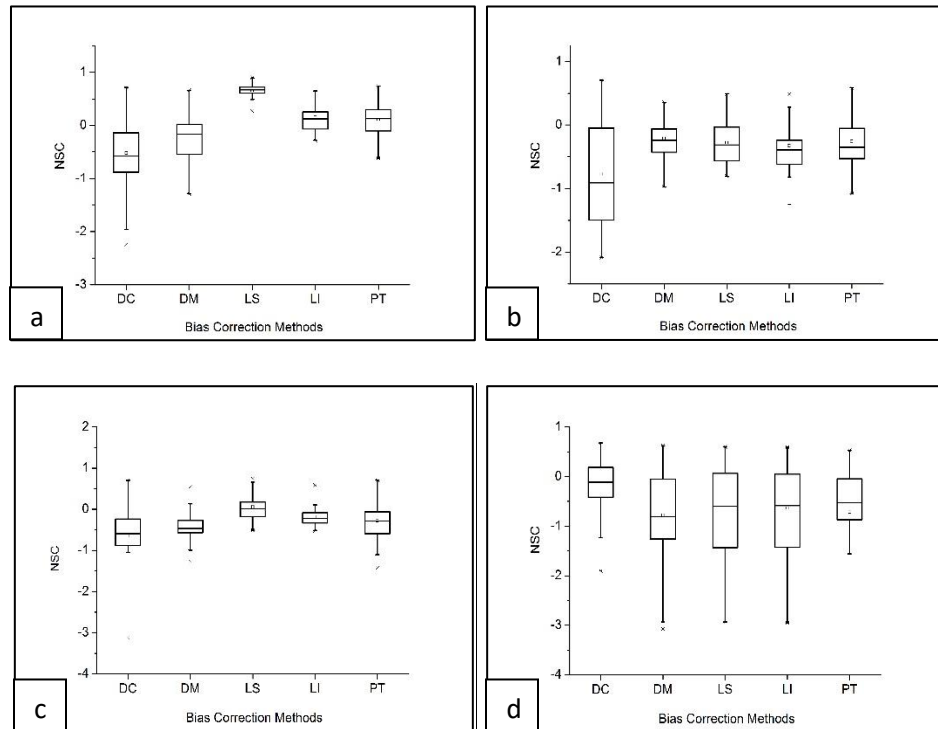 NSC
1
0
-1
-2
-3
DC DM LS LI PT
Bias Correction Methods
a
NSC
1
0
-1
-2
DC DM LS LI PT
Bias Correction Methods
b
NSC
2
1
0
-1
-2
-3
-4
DC DM LS LI PT
Bias Correction Methods
c
NSC
1
0
-1
-2
-3
-4
DC DM LS LI PT
Bias Correction Methods
d